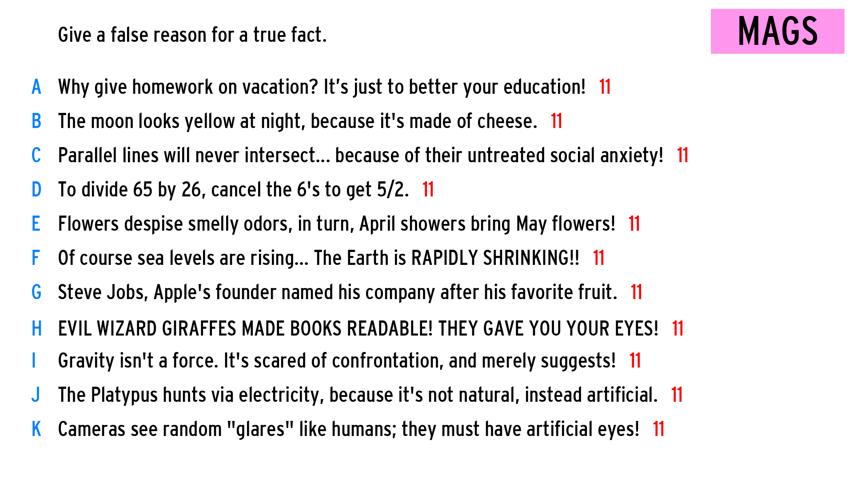 Give a false reason for a true fact.
MAGS
A Why give homework on vacation? It's just to better your education! 11
B The moon looks yellow at night, because it's made of cheese. 11
C Parallel lines will never intersect... because of their untreated social anxiety! 11
D To divide 65 by 26, cancel the 6's to get 5/2. 11
E Flowers despise smelly odors, in turn, April showers bring May flowers! 11
F Of course sea levels are rising... The Earth is RAPIDLY SHRINKING!! 11
G Steve Jobs, Apple's founder named his company after his favorite fruit. 11
H EVIL WIZARD GIRAFFES MADE BOOKS READABLE! THEY GAVE YOU YOUR EYES! 11
I Gravity isn't a force. It's scared of confrontation, and merely suggests! 11
J The Platypus hunts via electricity, because it's not natural, instead artificial. 11
K Cameras see random "glares" like humans; they must have artificial eyes! 11